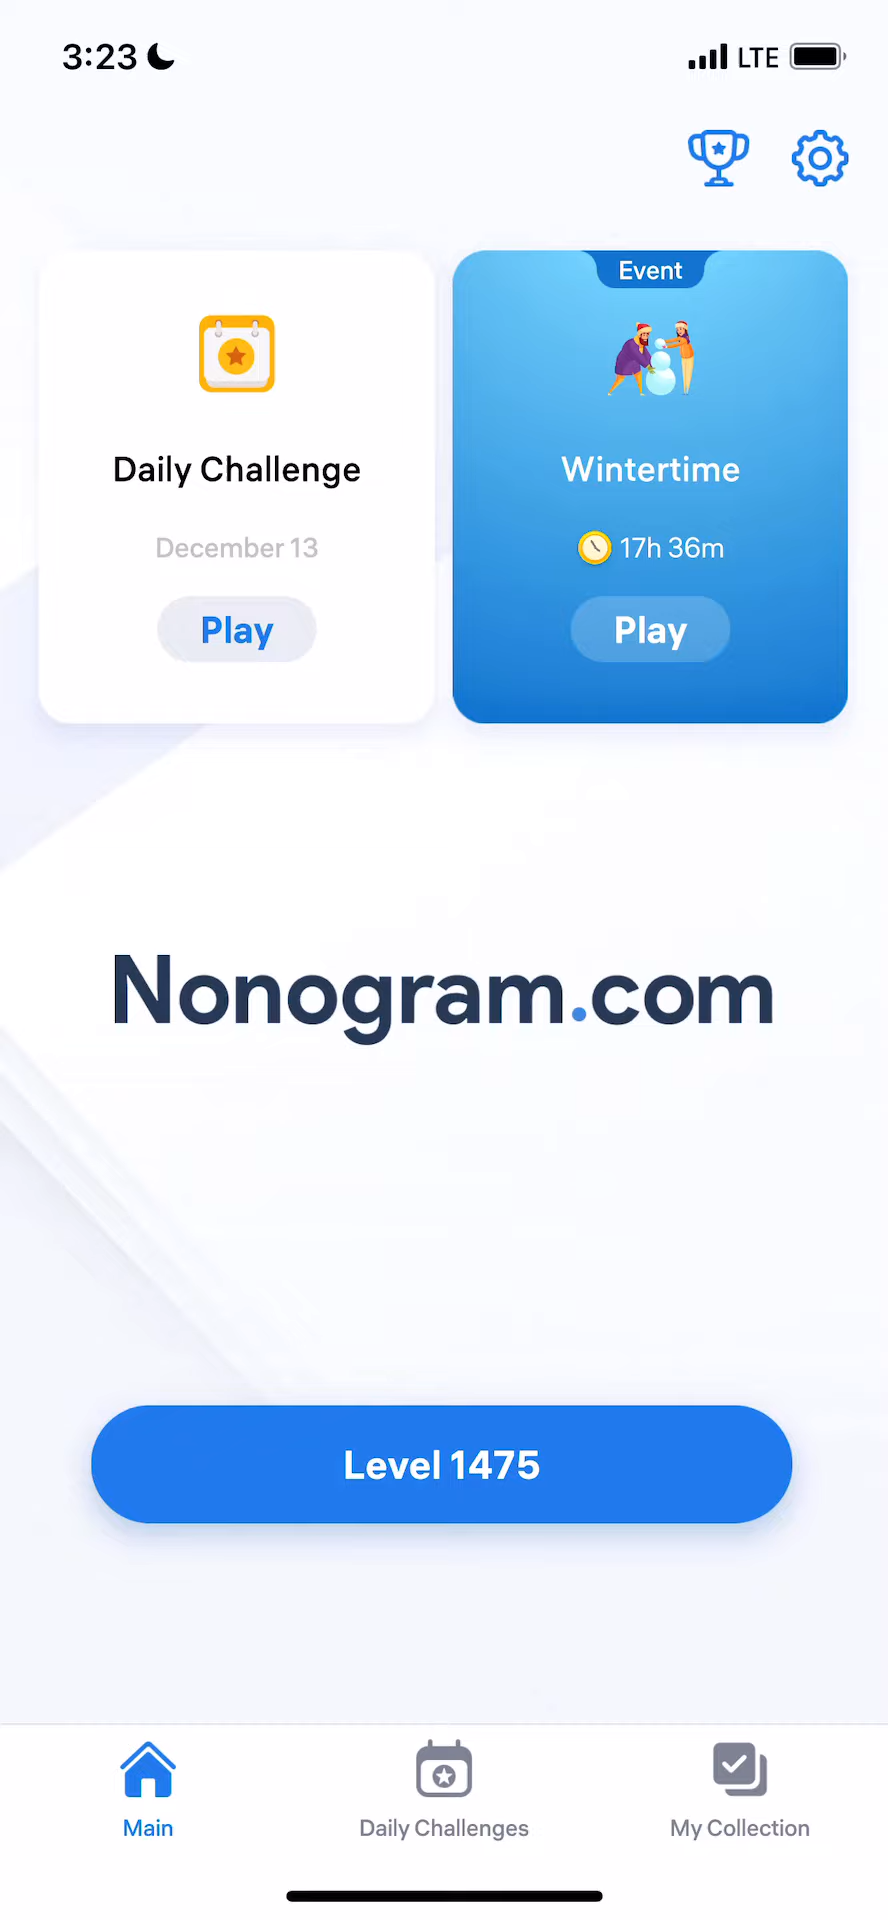 3:23
LTE
Event
Daily Challenge
Wintertime
December 13
17h 36m
Play
Play
Nonogram.com
Level 1475
Main
Daily Challenges
My Collection